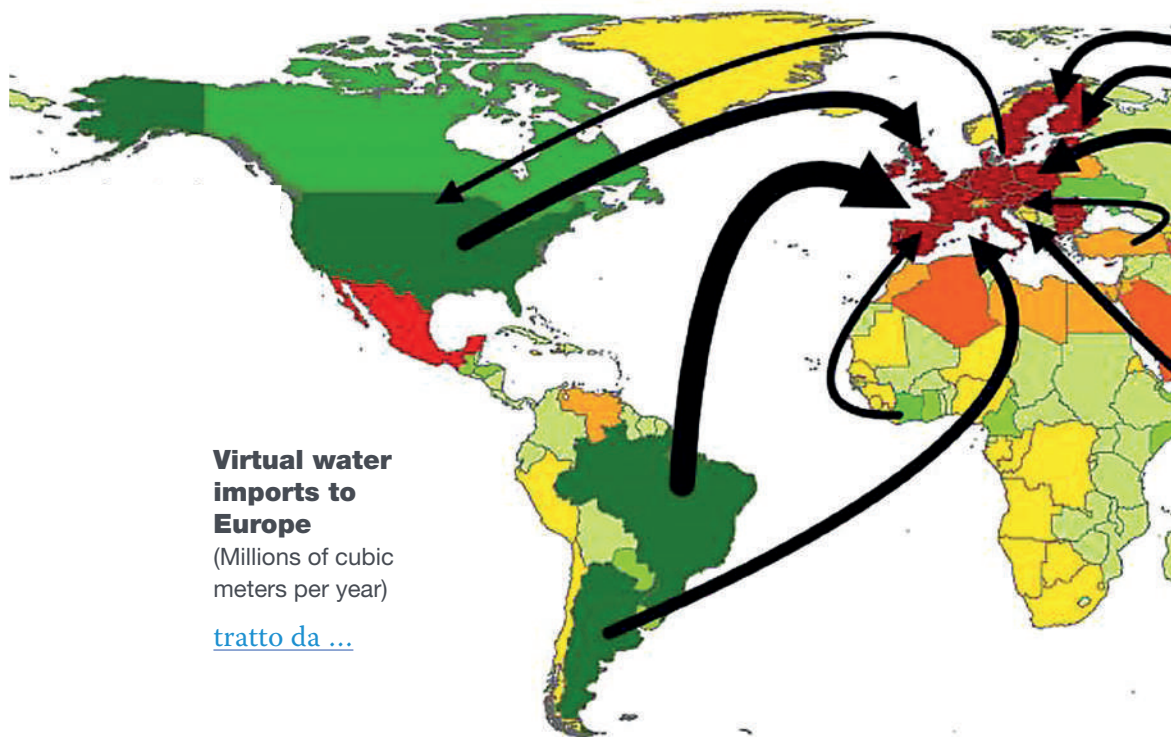 Virtual water
imports to
Europe
(Millions of cubic
meters per year)
tratto da ...